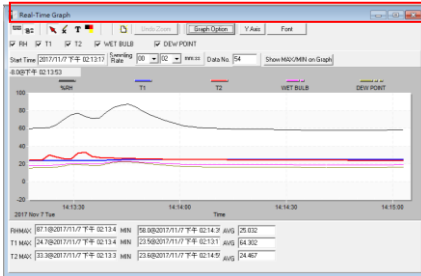 Real-Time Graph
T Undo Zoom Graph Option Y Axis Font
RH T1 T2 WET BULB DEW POINT
Start Time 2017/11/7 下午 02:13:17 Sampling Rate 00 02 mm:ss Data No. 54 Show MAX/MIN on Graph
-8.0@下午 02:13:53
%RH T1 T2 WET BULB DEW POINT
100
80
60
40
20
0
-20
14:13:30 14:14:00 14:14:30 14:15:00
2017 Nov 7 Tue Time
RHMAX 87.1@2017/11/7 下午 02:13:4 MIN 58.0@2017/11/7 下午 02:14:3 AVG 25.032
T1 MAX 24.7@2017/11/7 下午 02:13:4 MIN 23.5@2017/11/7 下午 02:13:1 AVG 64.302
T2 MAX 33.3@2017/11/7 下午 02:13:3 MIN 23.6@2017/11/7 下午 02:14:5 AVG 24.467